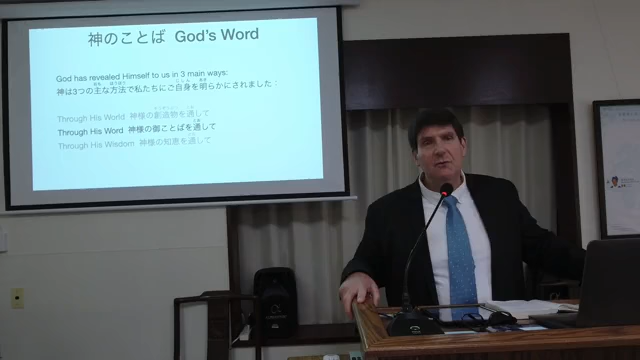 神のことば God's Word
God has revealed Himself to us in 3 main ways:
神は3つの主な方法で私たちにご自身を明らかにされました：
Through His World 神様の創造物を通して
Through His Word 神様の御ことばを通して
Through His Wisdom 神様の知恵を通して